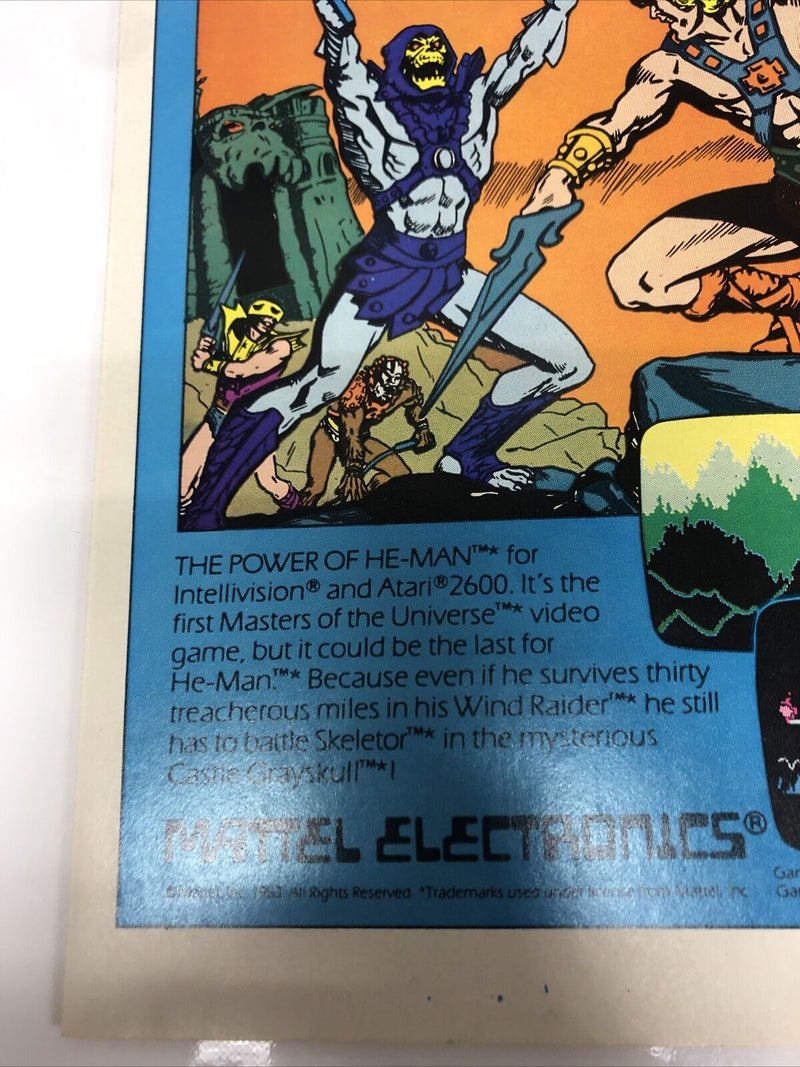 THE POWER OF HE-MAN™* for
Intellivision® and Atari®2600. It's the
first Masters of the Universe™* video
game, but it could be the last for
He-Man.™* Because even if he survives thirty
treacherous miles in his Wind Raider™* he still
has to battle Skeletor™* in the mysterious
Castle Grayskull™*!
MATTEL ELECTRONICS®
©Mattel, Inc. 1983. All Rights Reserved. *Trademarks used under license from Mattel, Inc.